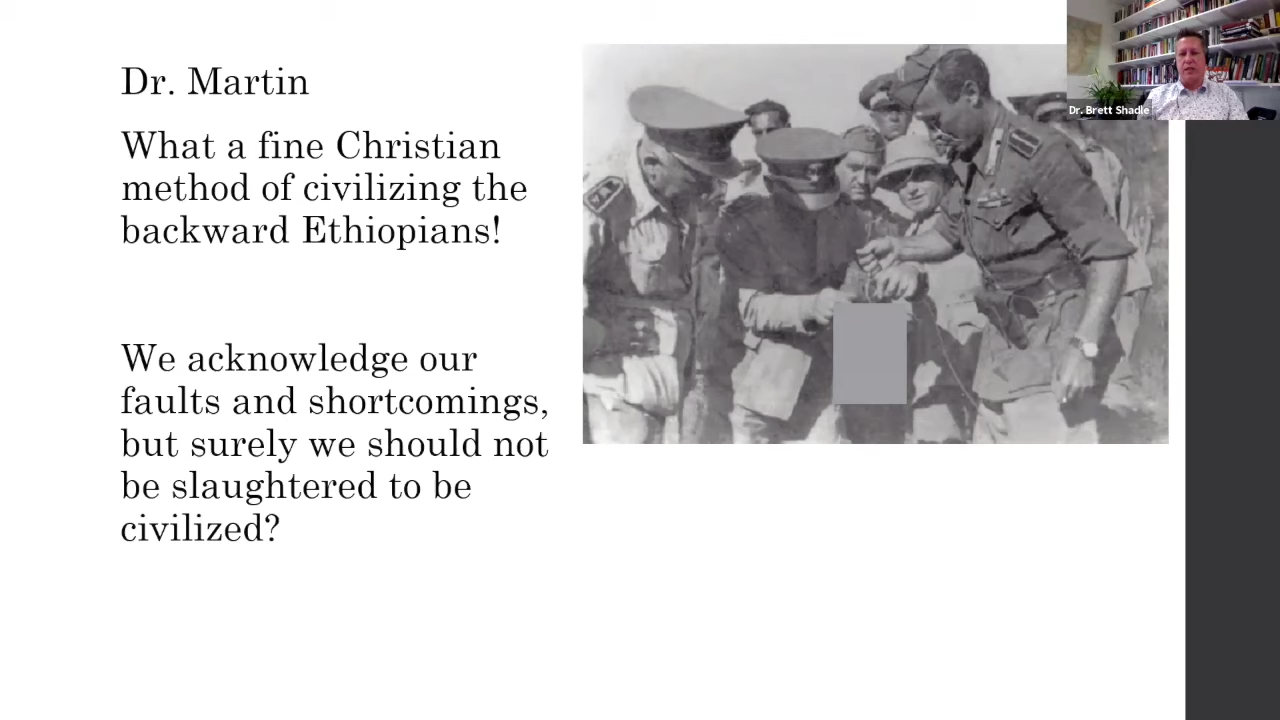 Dr. Martin
What a fine Christian
method of civilizing the
backward Ethiopians!
We acknowledge our
faults and shortcomings,
but surely we should not
be slaughtered to be
civilized?
Dr. Brett Shadle